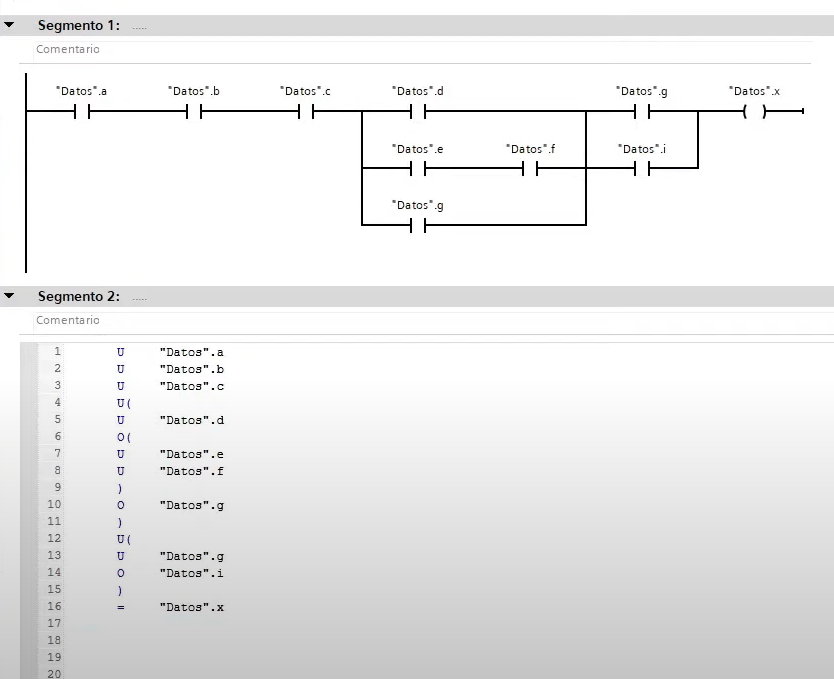 Segmento 1: .....
Comentario
"Datos".a "Datos".b "Datos".c "Datos".d "Datos".g "Datos".x
"Datos".e "Datos".f "Datos".i
"Datos".g
Segmento 2: .....
Comentario
1 U "Datos".a
2 U "Datos".b
3 U "Datos".c
4 U(
5 U "Datos".d
6 O(
7 U "Datos".e
8 U "Datos".f
9 )
10 O "Datos".g
11 )
12 U(
13 U "Datos".g
14 O "Datos".i
15 )
16 = "Datos".x
17
18
19
20